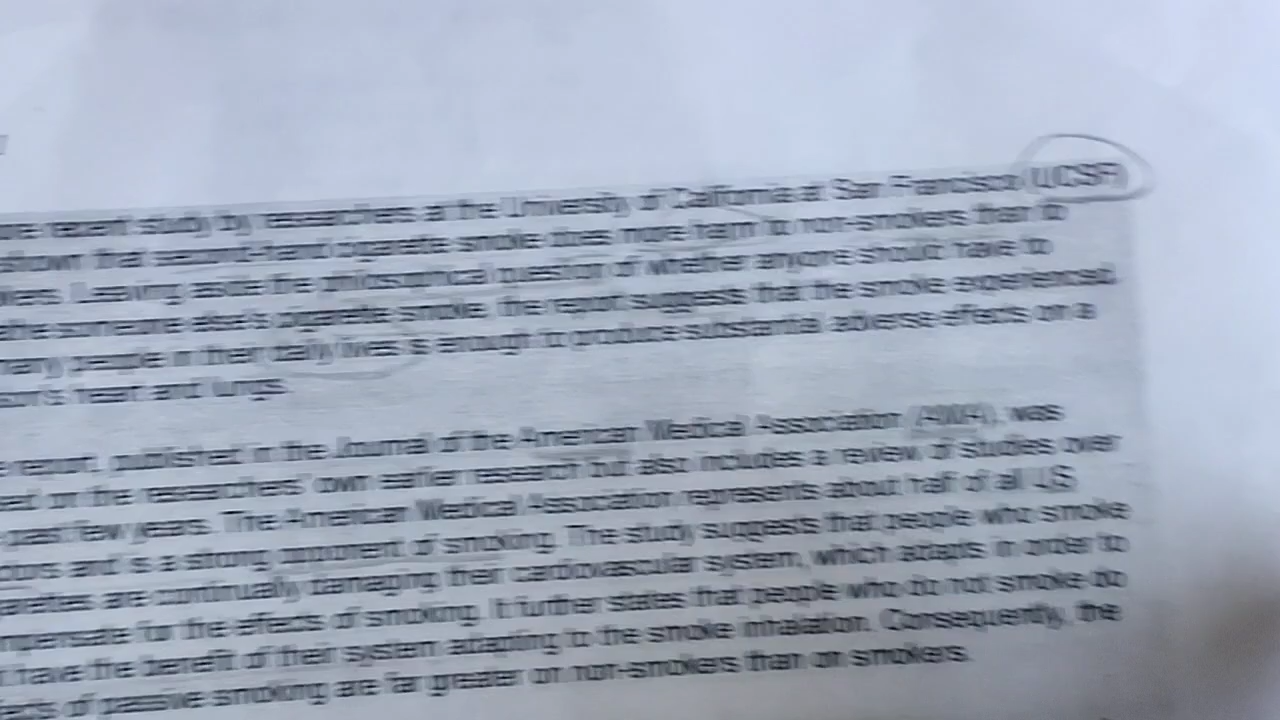 recent study by researchers at the University of California at San Francisco (UCSF)
shown that second-hand cigarette smoke does more harm to non-smokers than to
Leaving aside the philosophical question of whether anyone should have to
someone else's cigarette smoke, the report suggests that the smoke experienced
people in their daily lives is enough to produce substantial adverse effects on a
heart and lungs.
report, published in the Journal of the American Medical Association (AMA), was
on the researchers' own earlier research but also includes a review of studies over
past few years. The American Medical Association represents about half of all US
and is a strong opponent of smoking. The study suggests that people who smoke
are continually damaging their cardiovascular system, which adapts in order to
for the effects of smoking. It further states that people who do not smoke do
have the benefit of their system adapting to the smoke inhalation. Consequently, the
of passive smoking are far greater on non-smokers than on smokers.